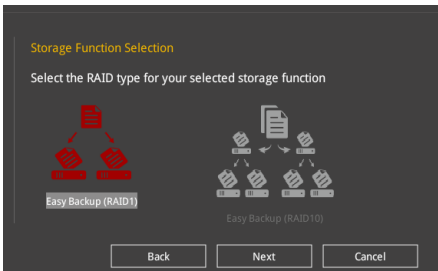 Storage Function Selection
Select the RAID type for your selected storage function
Easy Backup (RAID1)
Easy Backup (RAID10)
Back
Next
Cancel